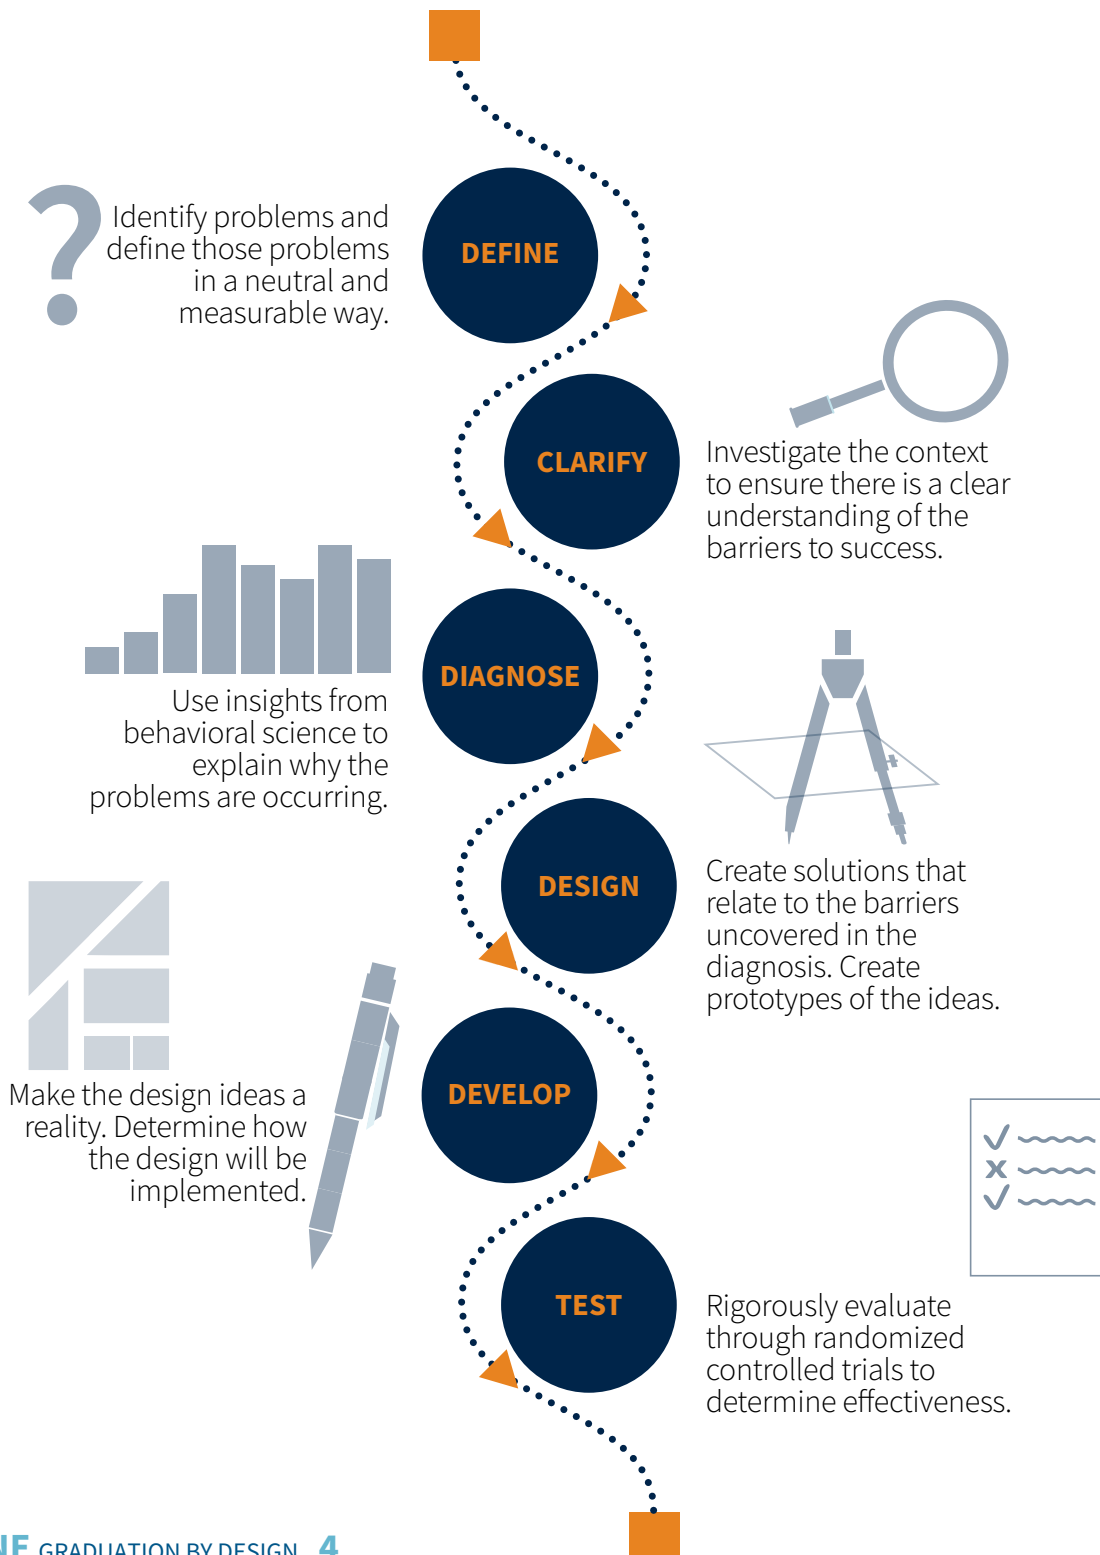 DEFINE
Identify problems and
define those problems
in a neutral and
measurable way.
CLARIFY
Investigate the context
to ensure there is a clear
understanding of the
barriers to success.
DIAGNOSE
Use insights from
behavioral science to
explain why the
problems are occurring.
DESIGN
Create solutions that
relate to the barriers
uncovered in the
diagnosis. Create
prototypes of the ideas.
DEVELOP
Make the design ideas a
reality. Determine how
the design will be
implemented.
TEST
Rigorously evaluate
through randomized
controlled trials to
determine effectiveness.
GRADUATION BY DESIGN 4